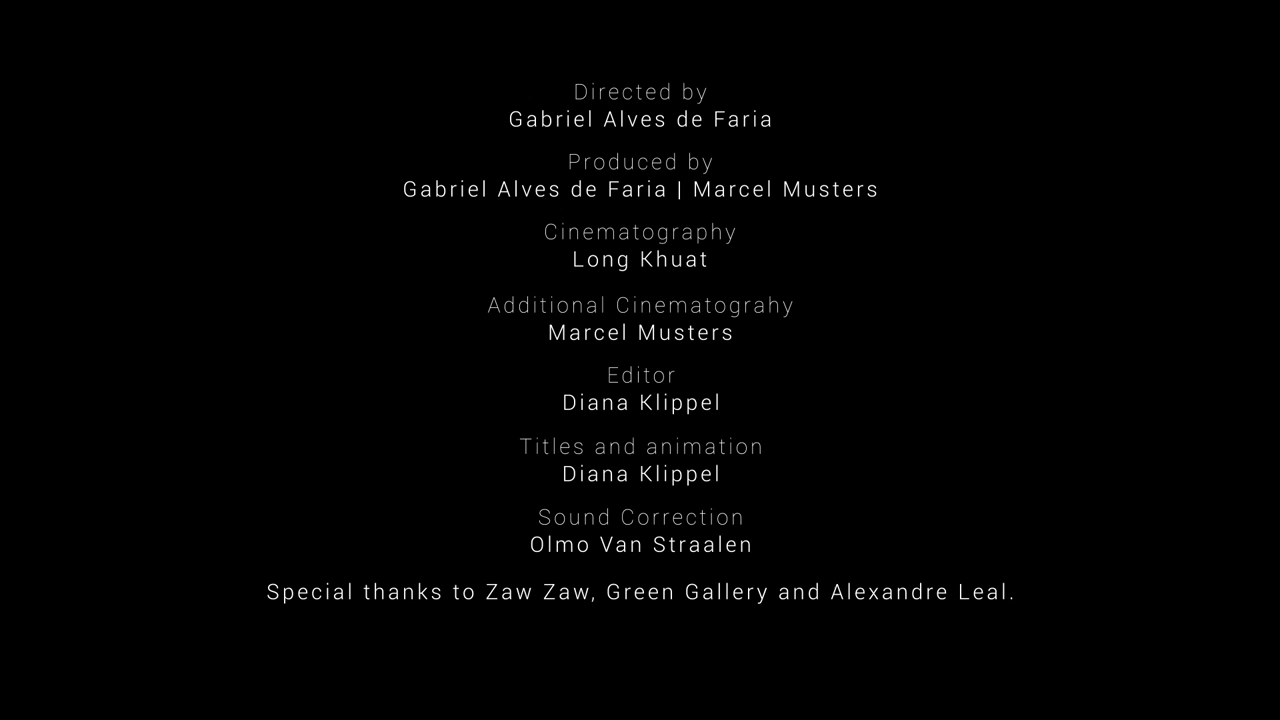 Directed by
Gabriel Alves de Faria
Produced by
Gabriel Alves de Faria | Marcel Musters
Cinematography
Long Khuat
Additional Cinematograhy
Marcel Musters
Editor
Diana Klippel
Titles and animation
Diana Klippel
Sound Correction
Olmo Van Straalen
Special thanks to Zaw Zaw, Green Gallery and Alexandre Leal.